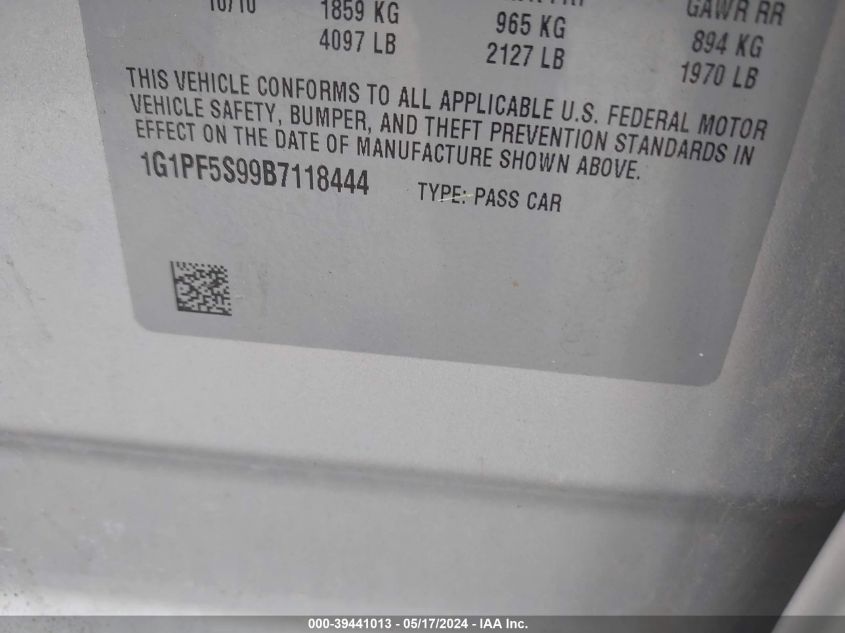 10/10 1859 KG 965 KG GAWR RR
4097 LB 2127 LB 894 KG
1970 LB
THIS VEHICLE CONFORMS TO ALL APPLICABLE U.S. FEDERAL MOTOR
VEHICLE SAFETY, BUMPER, AND THEFT PREVENTION STANDARDS IN
EFFECT ON THE DATE OF MANUFACTURE SHOWN ABOVE.
1G1PF5S99B7118444 TYPE: PASS CAR
000-39441013 - 05/17/2024 - IAA Inc.